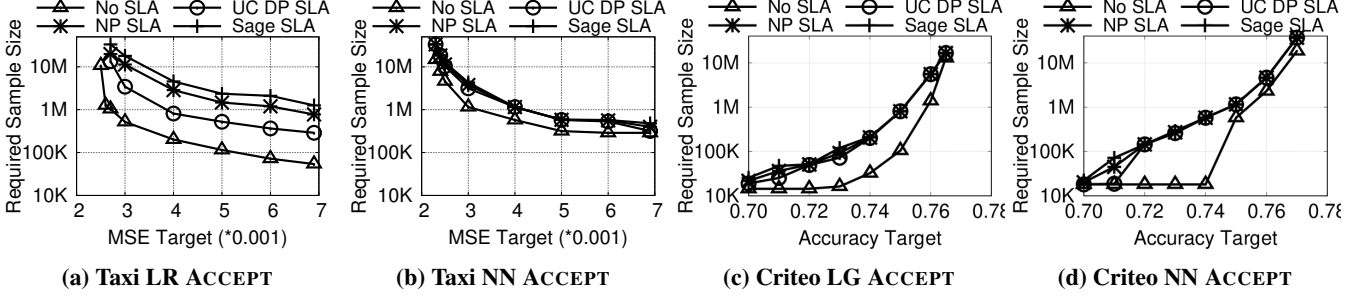 No SLA
UC DP SLA
NP SLA
Sage SLA
Required Sample Size
10M
1M
100K
10K
2 3 4 5 6 7
MSE Target (*0.001)
(a) Taxi LR ACCEPT
No SLA
UC DP SLA
NP SLA
Sage SLA
Required Sample Size
10M
1M
100K
10K
2 3 4 5 6 7
MSE Target (*0.001)
(b) Taxi NN ACCEPT
No SLA
UC DP SLA
NP SLA
Sage SLA
Required Sample Size
10M
1M
100K
10K
0.70 0.72 0.74 0.76 0.78
Accuracy Target
(c) Criteo LG ACCEPT
No SLA
UC DP SLA
NP SLA
Sage SLA
Required Sample Size
10M
1M
100K
10K
0.70 0.72 0.74 0.76 0.78
Accuracy Target
(d) Criteo NN ACCEPT